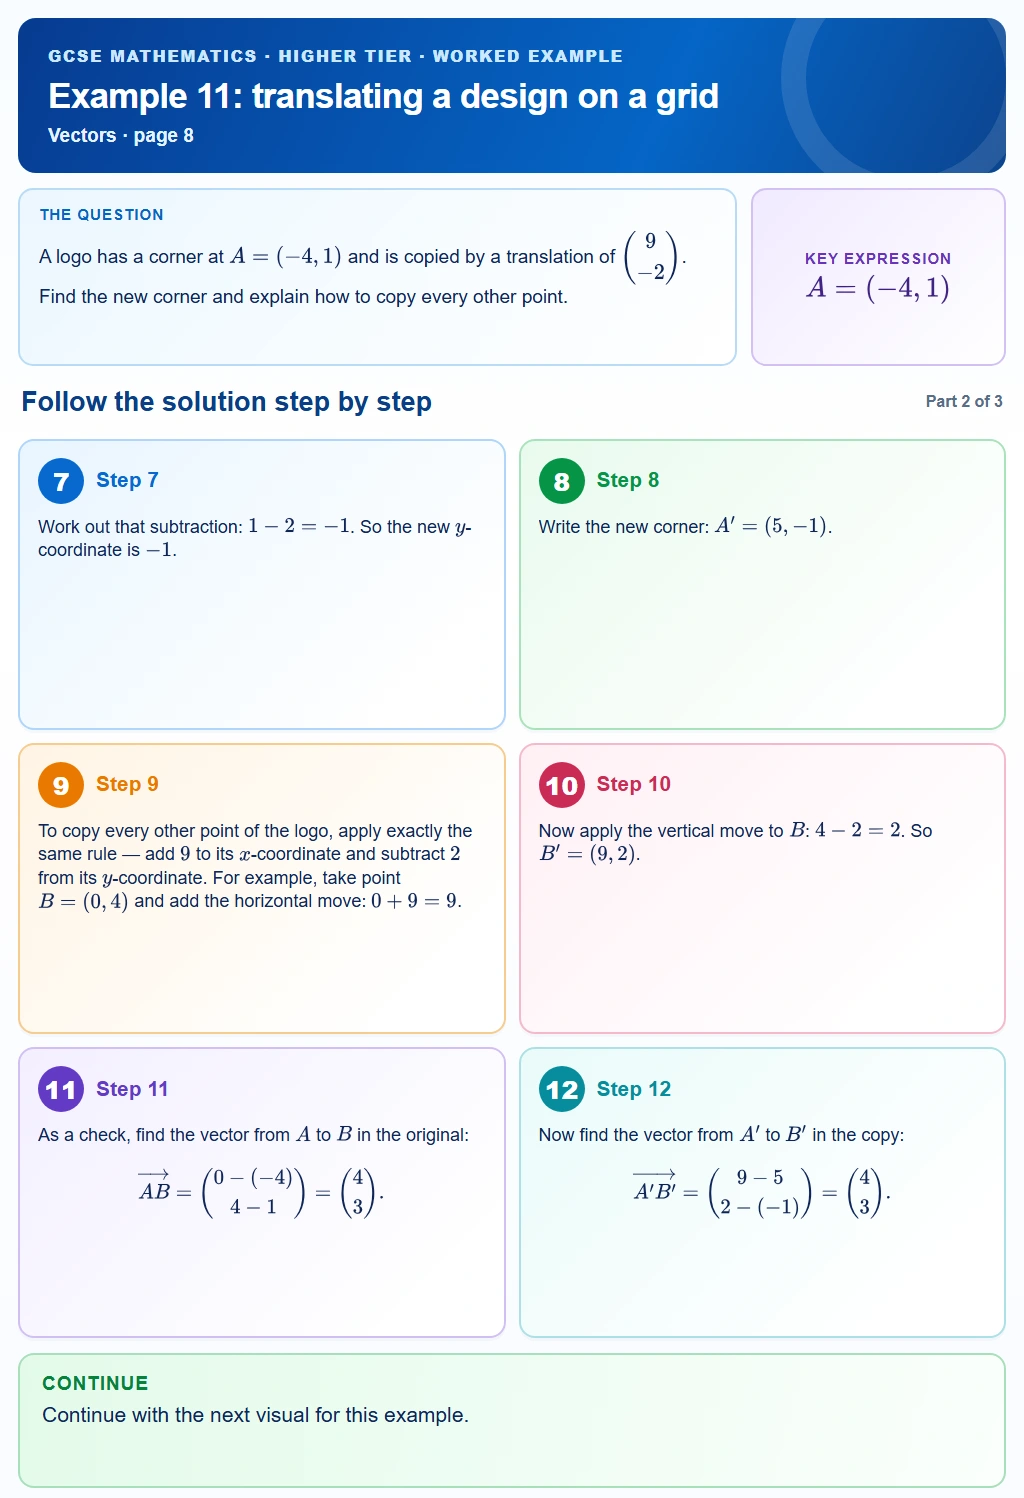 GCSE MATHEMATICS · HIGHER TIER · WORKED EXAMPLE
Example 11: translating a design on a grid
Vectors · page 8
THE QUESTION
A logo has a corner at A = (−4, 1) and is copied by a translation of (9 −2).
Find the new corner and explain how to copy every other point.
KEY EXPRESSION
A = (−4, 1)
Follow the solution step by step
Part 2 of 3
7 Step 7
Work out that subtraction: 1 − 2 = −1. So the new y-
coordinate is −1.
8 Step 8
Write the new corner: A′ = (5, −1).
9 Step 9
To copy every other point of the logo, apply exactly the
same rule — add 9 to its x-coordinate and subtract 2
from its y-coordinate. For example, take point
B = (0, 4) and add the horizontal move: 0 + 9 = 9.
10 Step 10
Now apply the vertical move to B: 4 − 2 = 2. So
B′ = (9, 2).
11 Step 11
As a check, find the vector from A to B in the original:
AB⃗ = (0 − (−4) 4 − 1) = (4 3).
12 Step 12
Now find the vector from A′ to B′ in the copy:
A′B′⃗ = (9 − 5 2 − (−1)) = (4 3).
CONTINUE
Continue with the next visual for this example.